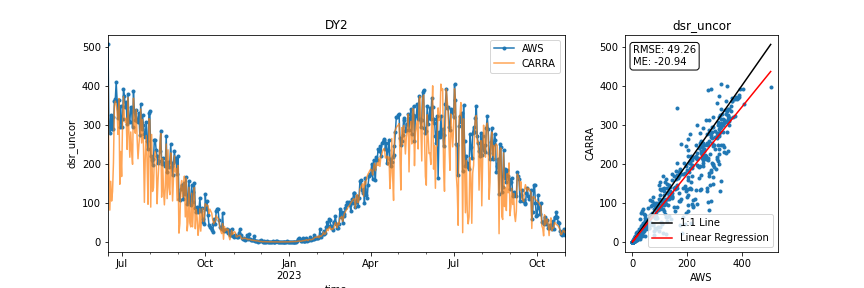 DY2
dsr_uncor
500
400
300
200
100
0
dsr_uncor
AWS
CARRA
Jul
Oct
Jan
2023
Apr
Jul
Oct
time
500
400
300
200
100
0
CARRA
RMSE: 49.26
ME: -20.94
1:1 Line
Linear Regression
0
200
400
AWS